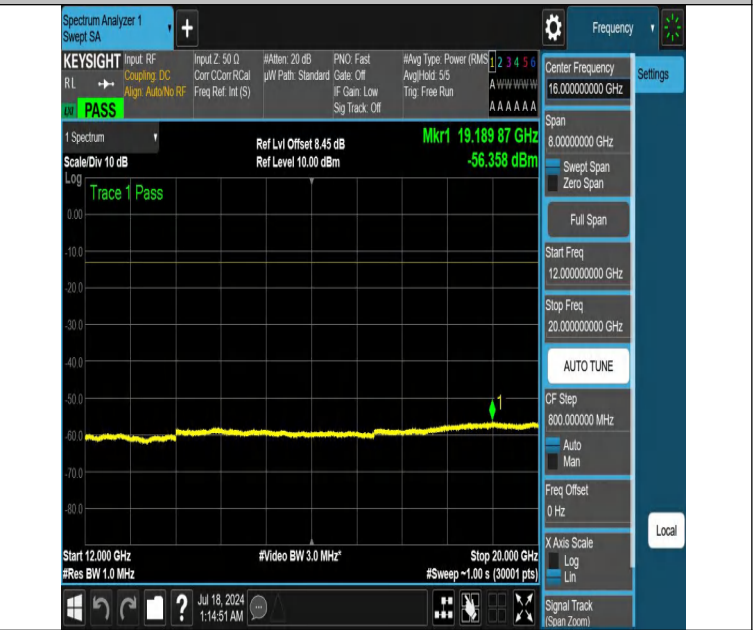 Spectrum Analyzer 1
Swept SA
+
Frequency
KEYSIGHT
RL
PASS
Input: RF
Coupling: DC
Align: Auto/No RF
Input Z: 50 Ω
Corr CCorr RCal
Freq Ref: Int (S)
#Atten: 20 dB
µW Path: Standard
PNO: Fast
Gate: Off
IF Gain: Low
Sig Track: Off
#Avg Type: Power (RMS
Avg|Hold: 5/5
Trig: Free Run
1 2 3 4 5 6
A W W W W W
A A A A A A
Center Frequency
16.000000000 GHz
Settings
Span
8.00000000 GHz
Swept Span
Zero Span
Full Span
Start Freq
12.000000000 GHz
Stop Freq
20.000000000 GHz
AUTO TUNE
CF Step
800.000000 MHz
Auto
Man
Freq Offset
0 Hz
X Axis Scale
Log
Lin
Signal Track
(Span Zoom)
Local
1 Spectrum
Scale/Div 10 dB
Ref Lvl Offset 8.45 dB
Ref Level 10.00 dBm
Mkr1 19.189 87 GHz
-56.358 dBm
Log
Trace 1 Pass
0.00
-10.0
-20.0
-30.0
-40.0
-50.0
-60.0
-70.0
-80.0
1
Start 12.000 GHz
#Res BW 1.0 MHz
#Video BW 3.0 MHz*
Stop 20.000 GHz
#Sweep ~1.00 s (30001 pts)
?
Jul 18, 2024
1:14:51 AM